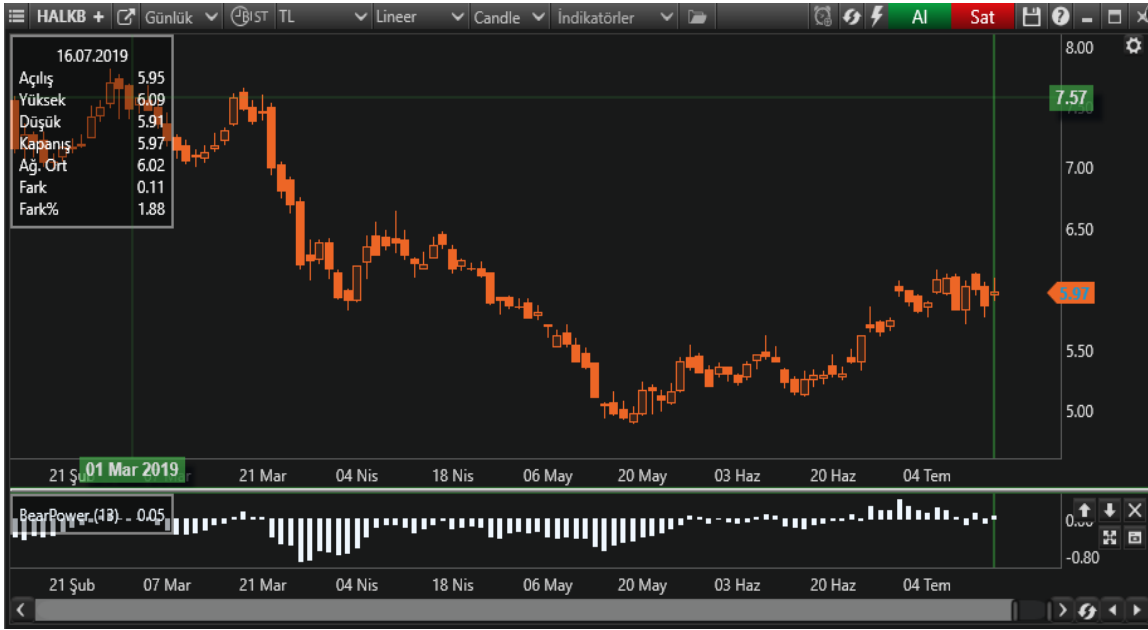 HALKB + Günlük BIST TL Lineer Candle İndikatörler Al Sat
16.07.2019
Açılış 5.95
Yüksek 6.09
Düşük 5.91
Kapanış 5.97
Ağ. Ort 6.02
Fark 0.11
Fark% 1.88
8.00
7.57
7.00
6.50
5.97
5.50
5.00
21 Şub 01 Mar 2019 21 Mar 04 Nis 18 Nis 06 May 20 May 03 Haz 20 Haz 04 Tem
BearPower (13) 0.05
-0.80
21 Şub 07 Mar 21 Mar 04 Nis 18 Nis 06 May 20 May 03 Haz 20 Haz 04 Tem